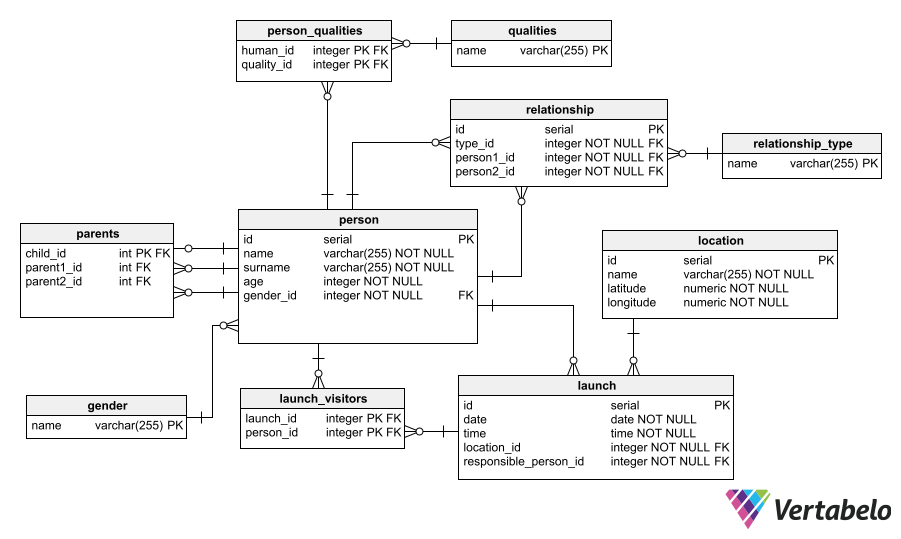 person_qualities
human_id integer PK FK
quality_id integer PK FK
qualities
name varchar(255) PK
relationship
id serial PK
type_id integer NOT NULL FK
person1_id integer NOT NULL FK
person2_id integer NOT NULL FK
relationship_type
name varchar(255) PK
parents
child_id int PK FK
parent1_id int FK
parent2_id int FK
person
id serial PK
name varchar(255) NOT NULL
surname varchar(255) NOT NULL
age integer NOT NULL
gender_id integer NOT NULL FK
location
id serial PK
name varchar(255) NOT NULL
latitude numeric NOT NULL
longitude numeric NOT NULL
gender
name varchar(255) PK
launch_visitors
launch_id integer PK FK
person_id integer PK FK
launch
id serial PK
date date NOT NULL
time time NOT NULL
location_id integer NOT NULL FK
responsible_person_id integer NOT NULL FK
Vertabelo